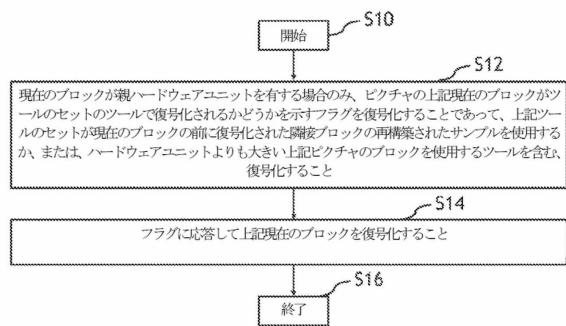 S10
開始
S12
現在のブロックが親ハードウェアユニットを有する場合のみ、ピクチャの上記現在のブロックがツ
ールのセットのツールで復号化されるかどうかを示すフラグを復号化することであって、上記ツ
ールのセットが現在のブロックの前に復号化された隣接ブロックの再構築されたサンプルを使用する
か、または、ハードウェアユニットよりも大きい上記ピクチャのブロックを使用するツールを含む、
復号化すること
S14
フラグに応答して上記現在のブロックを復号化すること
S16
終了